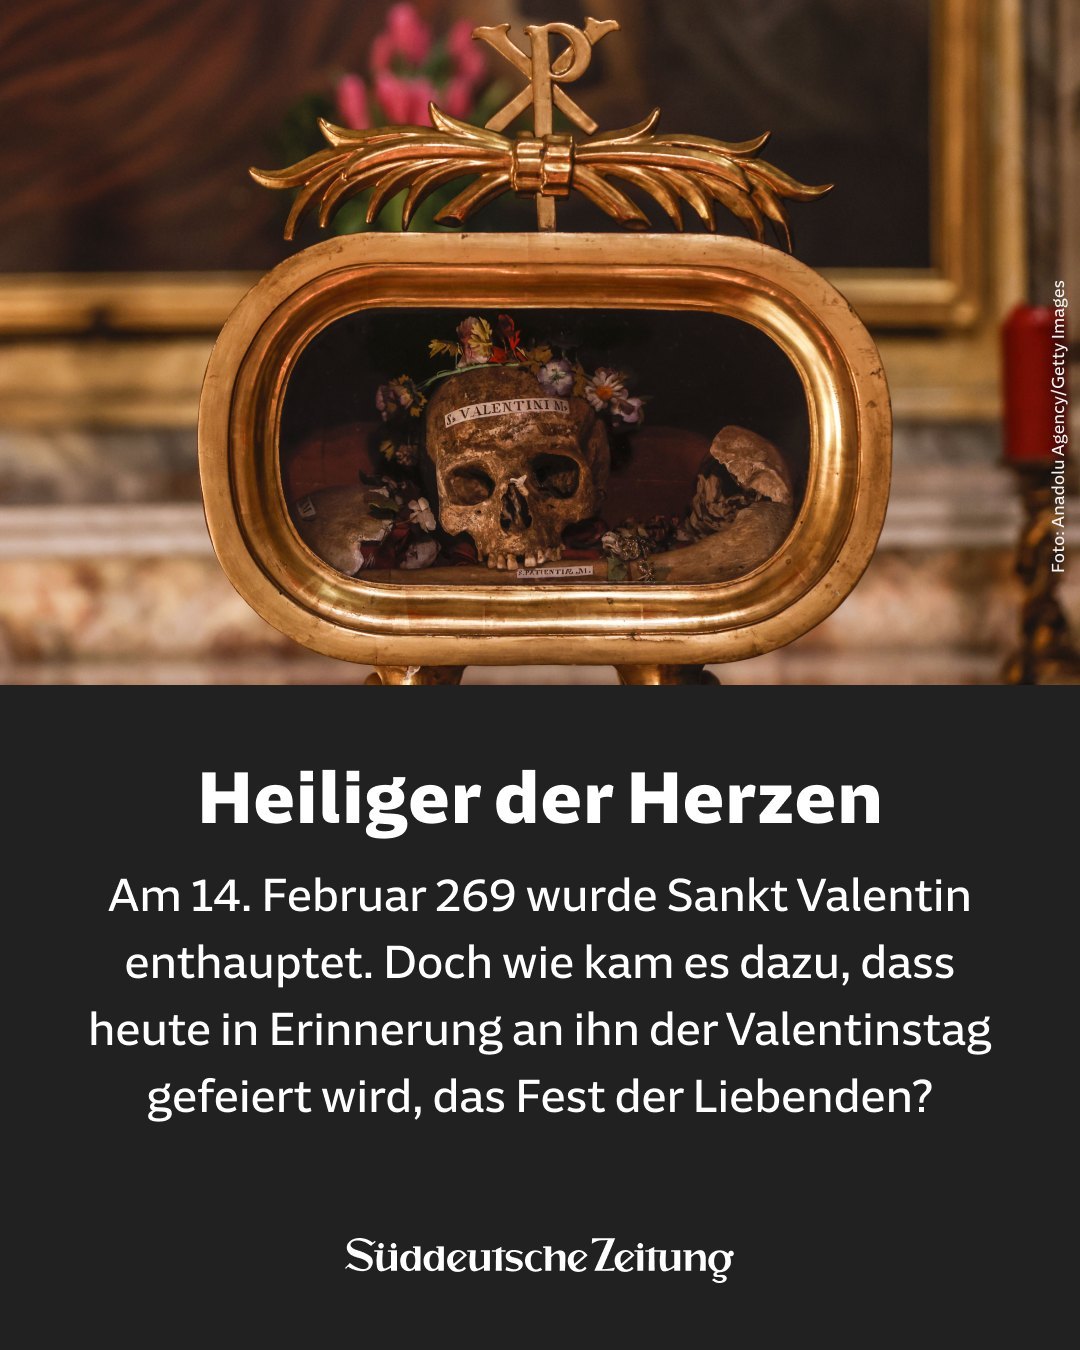 S. VALENTINI M.
S. PATIENTIÆ. M.
Foto: Anadolu Agency/Getty Images
Heiliger der Herzen
Am 14. Februar 269 wurde Sankt Valentin
enthauptet. Doch wie kam es dazu, dass
heute in Erinnerung an ihn der Valentinstag
gefeiert wird, das Fest der Liebenden?
Süddeutsche Zeitung